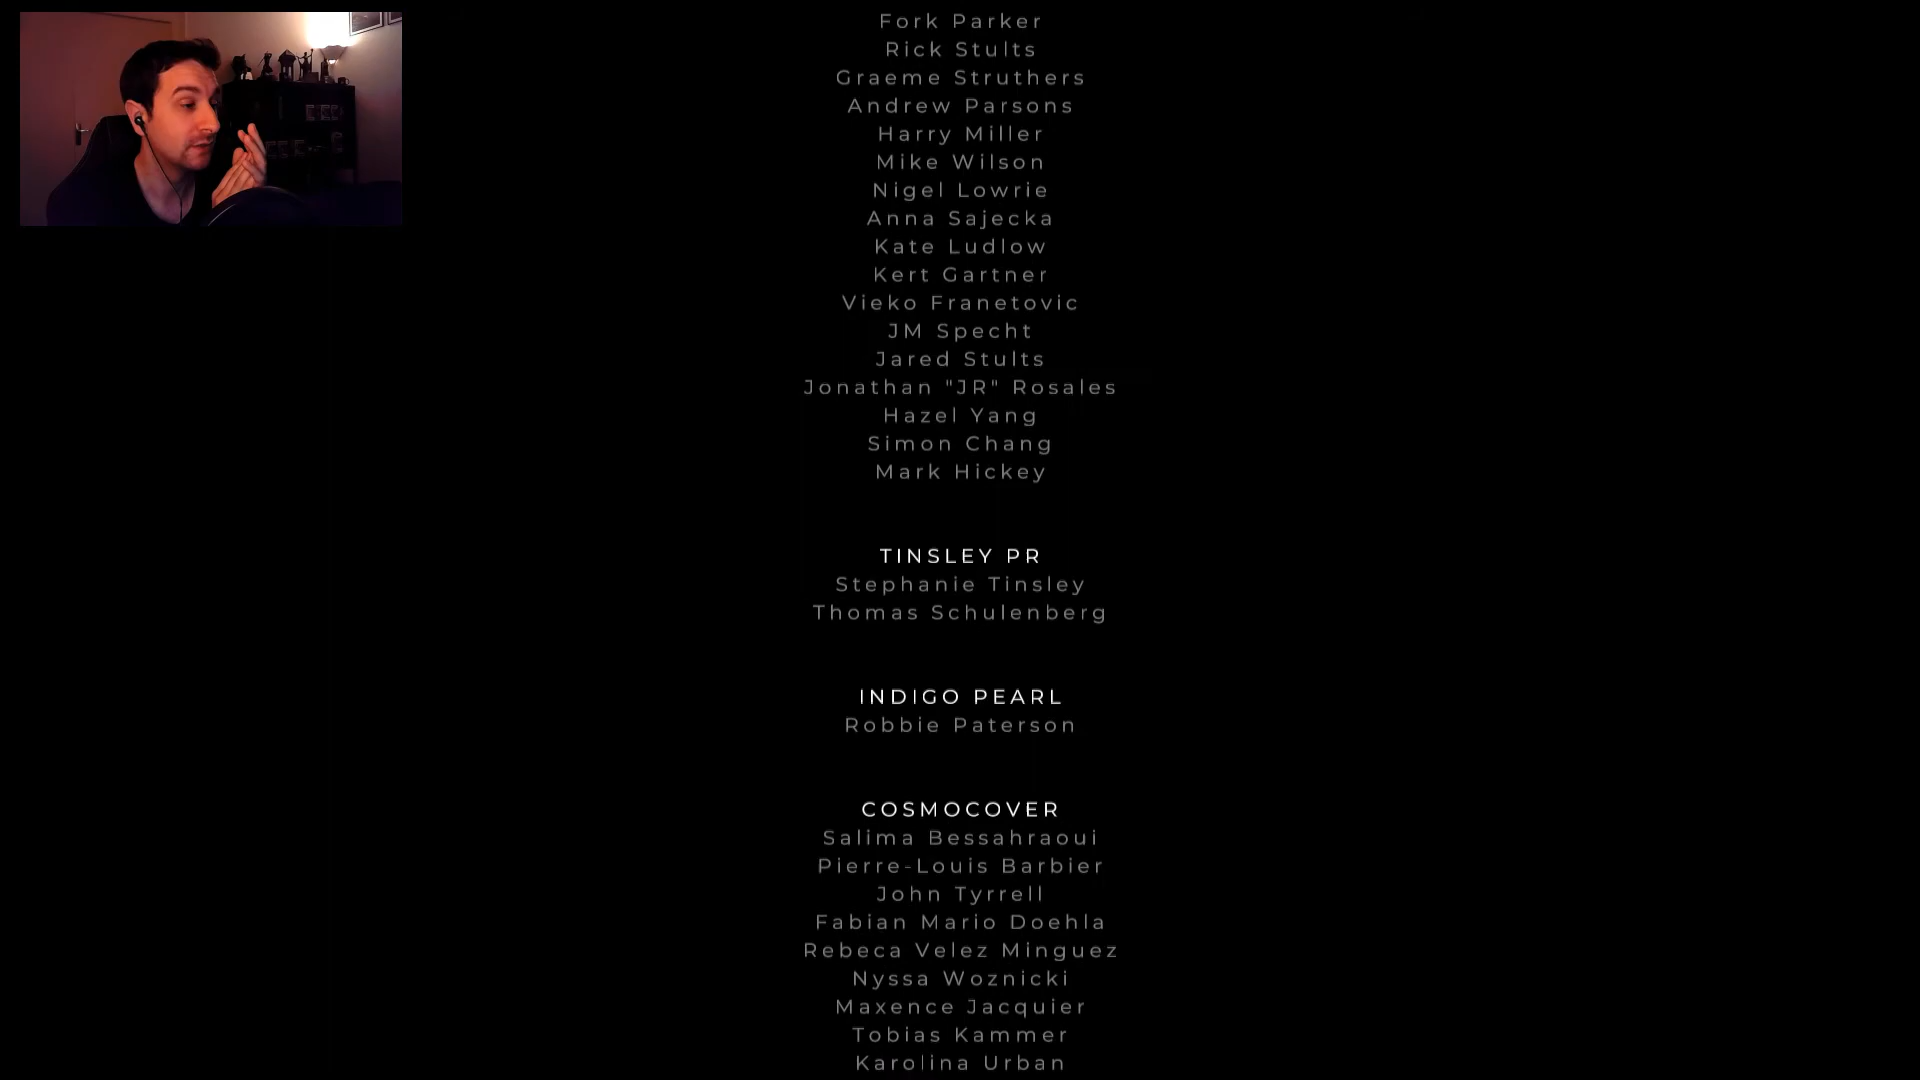 Fork Parker
Rick Stults
Graeme Struthers
Andrew Parsons
Harry Miller
Mike Wilson
Nigel Lowrie
Anna Sajecka
Kate Ludlow
Kert Gartner
Vieko Franetovic
JM Specht
Jared Stults
Jonathan "JR" Rosales
Hazel Yang
Simon Chang
Mark Hickey
TINSLEY PR
Stephanie Tinsley
Thomas Schulenberg
INDIGO PEARL
Robbie Paterson
COSMOCOVER
Salima Bessahraoui
Pierre-Louis Barbier
John Tyrrell
Fabian Mario Doehla
Rebeca Velez Minguez
Nyssa Woznicki
Maxence Jacquier
Tobias Kammer
Karolina Urban